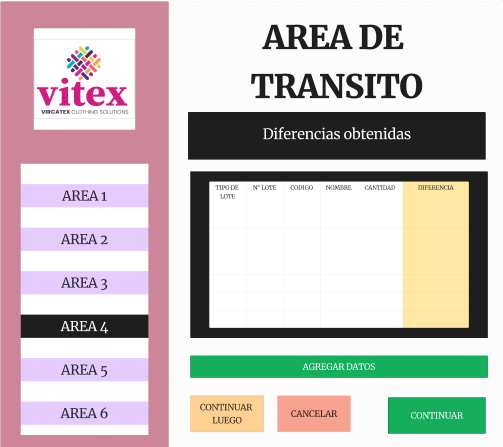 vitex
VIRCATEX CLOTHING SOLUTIONS
AREA 1
AREA 2
AREA 3
AREA 4
AREA 5
AREA 6
AREA DE
TRANSITO
Diferencias obtenidas
TIPO DE LOTE N° LOTE CODIGO NOMBRE CANTIDAD DIFERENCIA
AGREGAR DATOS
CONTINUAR
LUEGO
CANCELAR
CONTINUAR